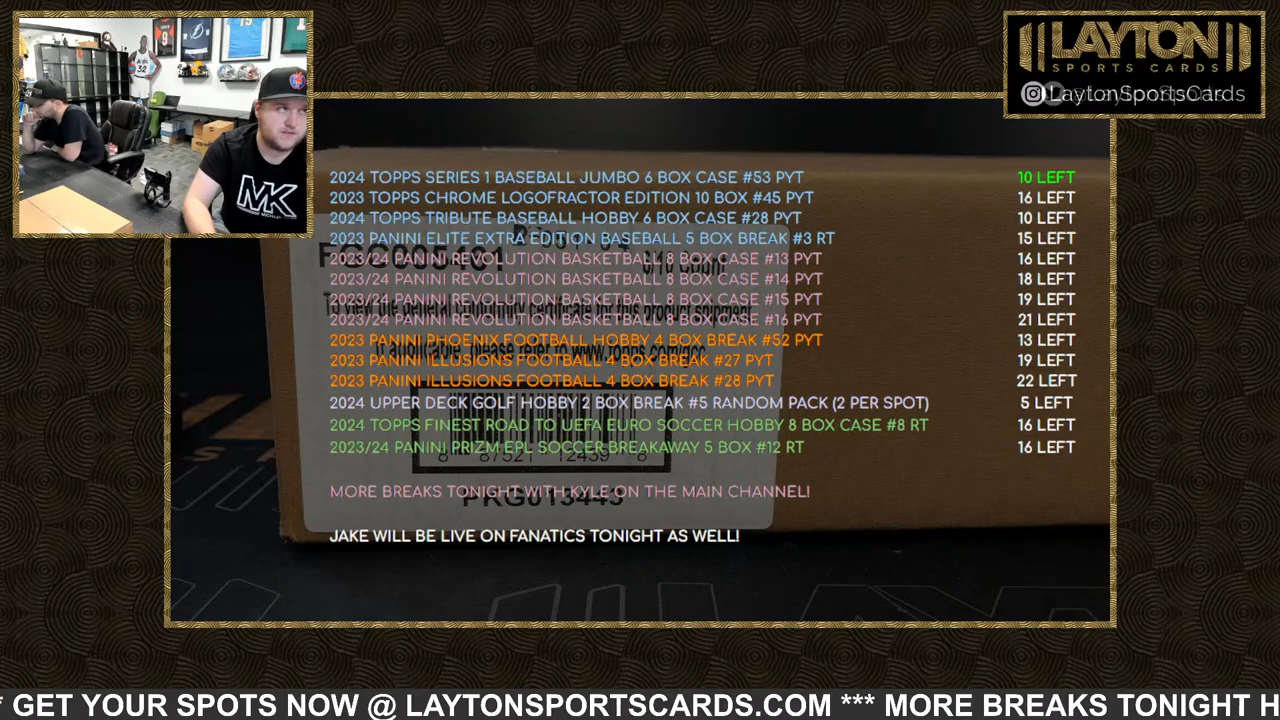 LAYTON
SPORTS CARDS
LaytonSportsCards
MK
32
9
2024 TOPPS SERIES 1 BASEBALL JUMBO 6 BOX CASE #53 PYT 10 LEFT
2023 TOPPS CHROME LOGOFRACTOR EDITION 10 BOX #45 PYT 16 LEFT
2024 TOPPS TRIBUTE BASEBALL HOBBY 6 BOX CASE #28 PYT 10 LEFT
2023 PANINI ELITE EXTRA EDITION BASEBALL 5 BOX BREAK #3 RT 15 LEFT
2023/24 PANINI REVOLUTION BASKETBALL 8 BOX CASE #13 PYT 16 LEFT
2023/24 PANINI REVOLUTION BASKETBALL 8 BOX CASE #14 PYT 18 LEFT
2023/24 PANINI REVOLUTION BASKETBALL 8 BOX CASE #15 PYT 19 LEFT
2023/24 PANINI REVOLUTION BASKETBALL 8 BOX CASE #16 PYT 21 LEFT
2023 PANINI PHOENIX FOOTBALL HOBBY 4 BOX BREAK #52 PYT 13 LEFT
2023 PANINI ILLUSIONS FOOTBALL 4 BOX BREAK #27 PYT 19 LEFT
2023 PANINI ILLUSIONS FOOTBALL 4 BOX BREAK #28 PYT 22 LEFT
2024 UPPER DECK GOLF HOBBY 2 BOX BREAK #5 RANDOM PACK (2 PER SPOT) 5 LEFT
2024 TOPPS FINEST ROAD TO UEFA EURO SOCCER HOBBY 8 BOX CASE #8 RT 16 LEFT
2023/24 PANINI PRIZM EPL SOCCER BREAKAWAY 5 BOX #12 RT 16 LEFT
MORE BREAKS TONIGHT WITH KYLE ON THE MAIN CHANNEL!
PKG013443
JAKE WILL BE LIVE ON FANATICS TONIGHT AS WELL!
* GET YOUR SPOTS NOW @ LAYTONSPORTSCARDS.COM *** MORE BREAKS TONIGHT H